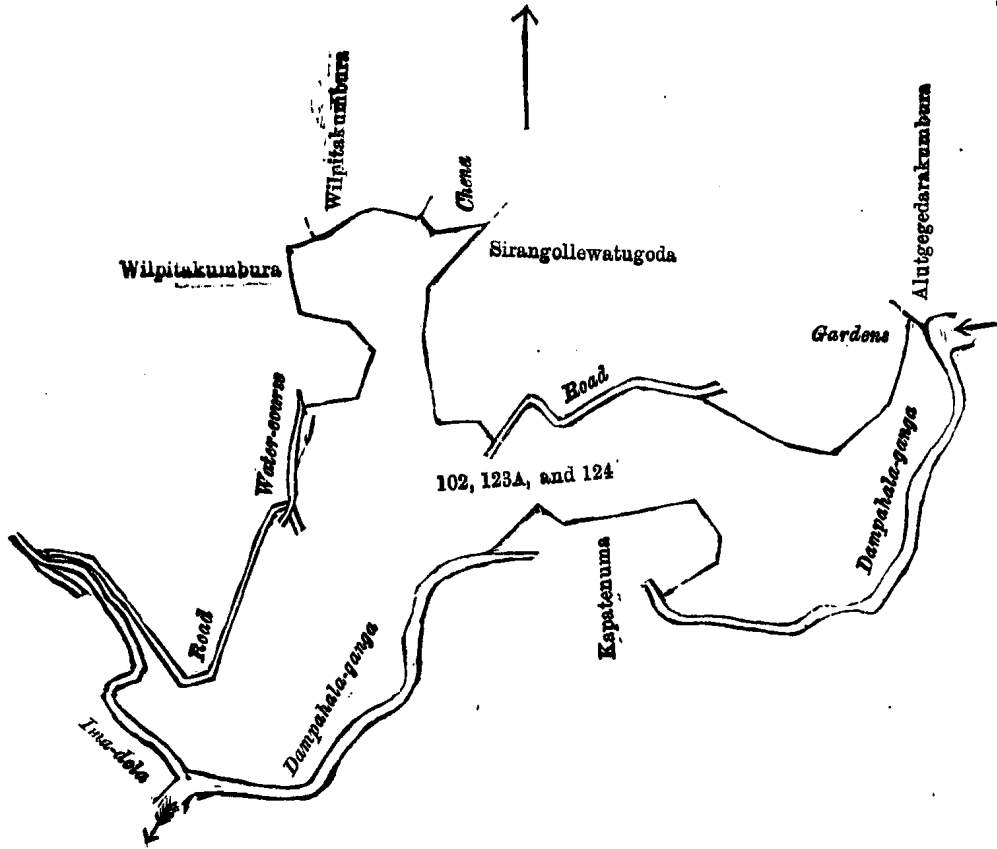 Wilpitakumbura
Chena
Alutgegedarakumbura
Wilpitakumbura
Sirangollewatugoda
Gardens
Road
Water-course
102, 123A, and 124
Dampahala-ganga
Kapatenuma
Road
Dampahala-ganga
Ima-dola